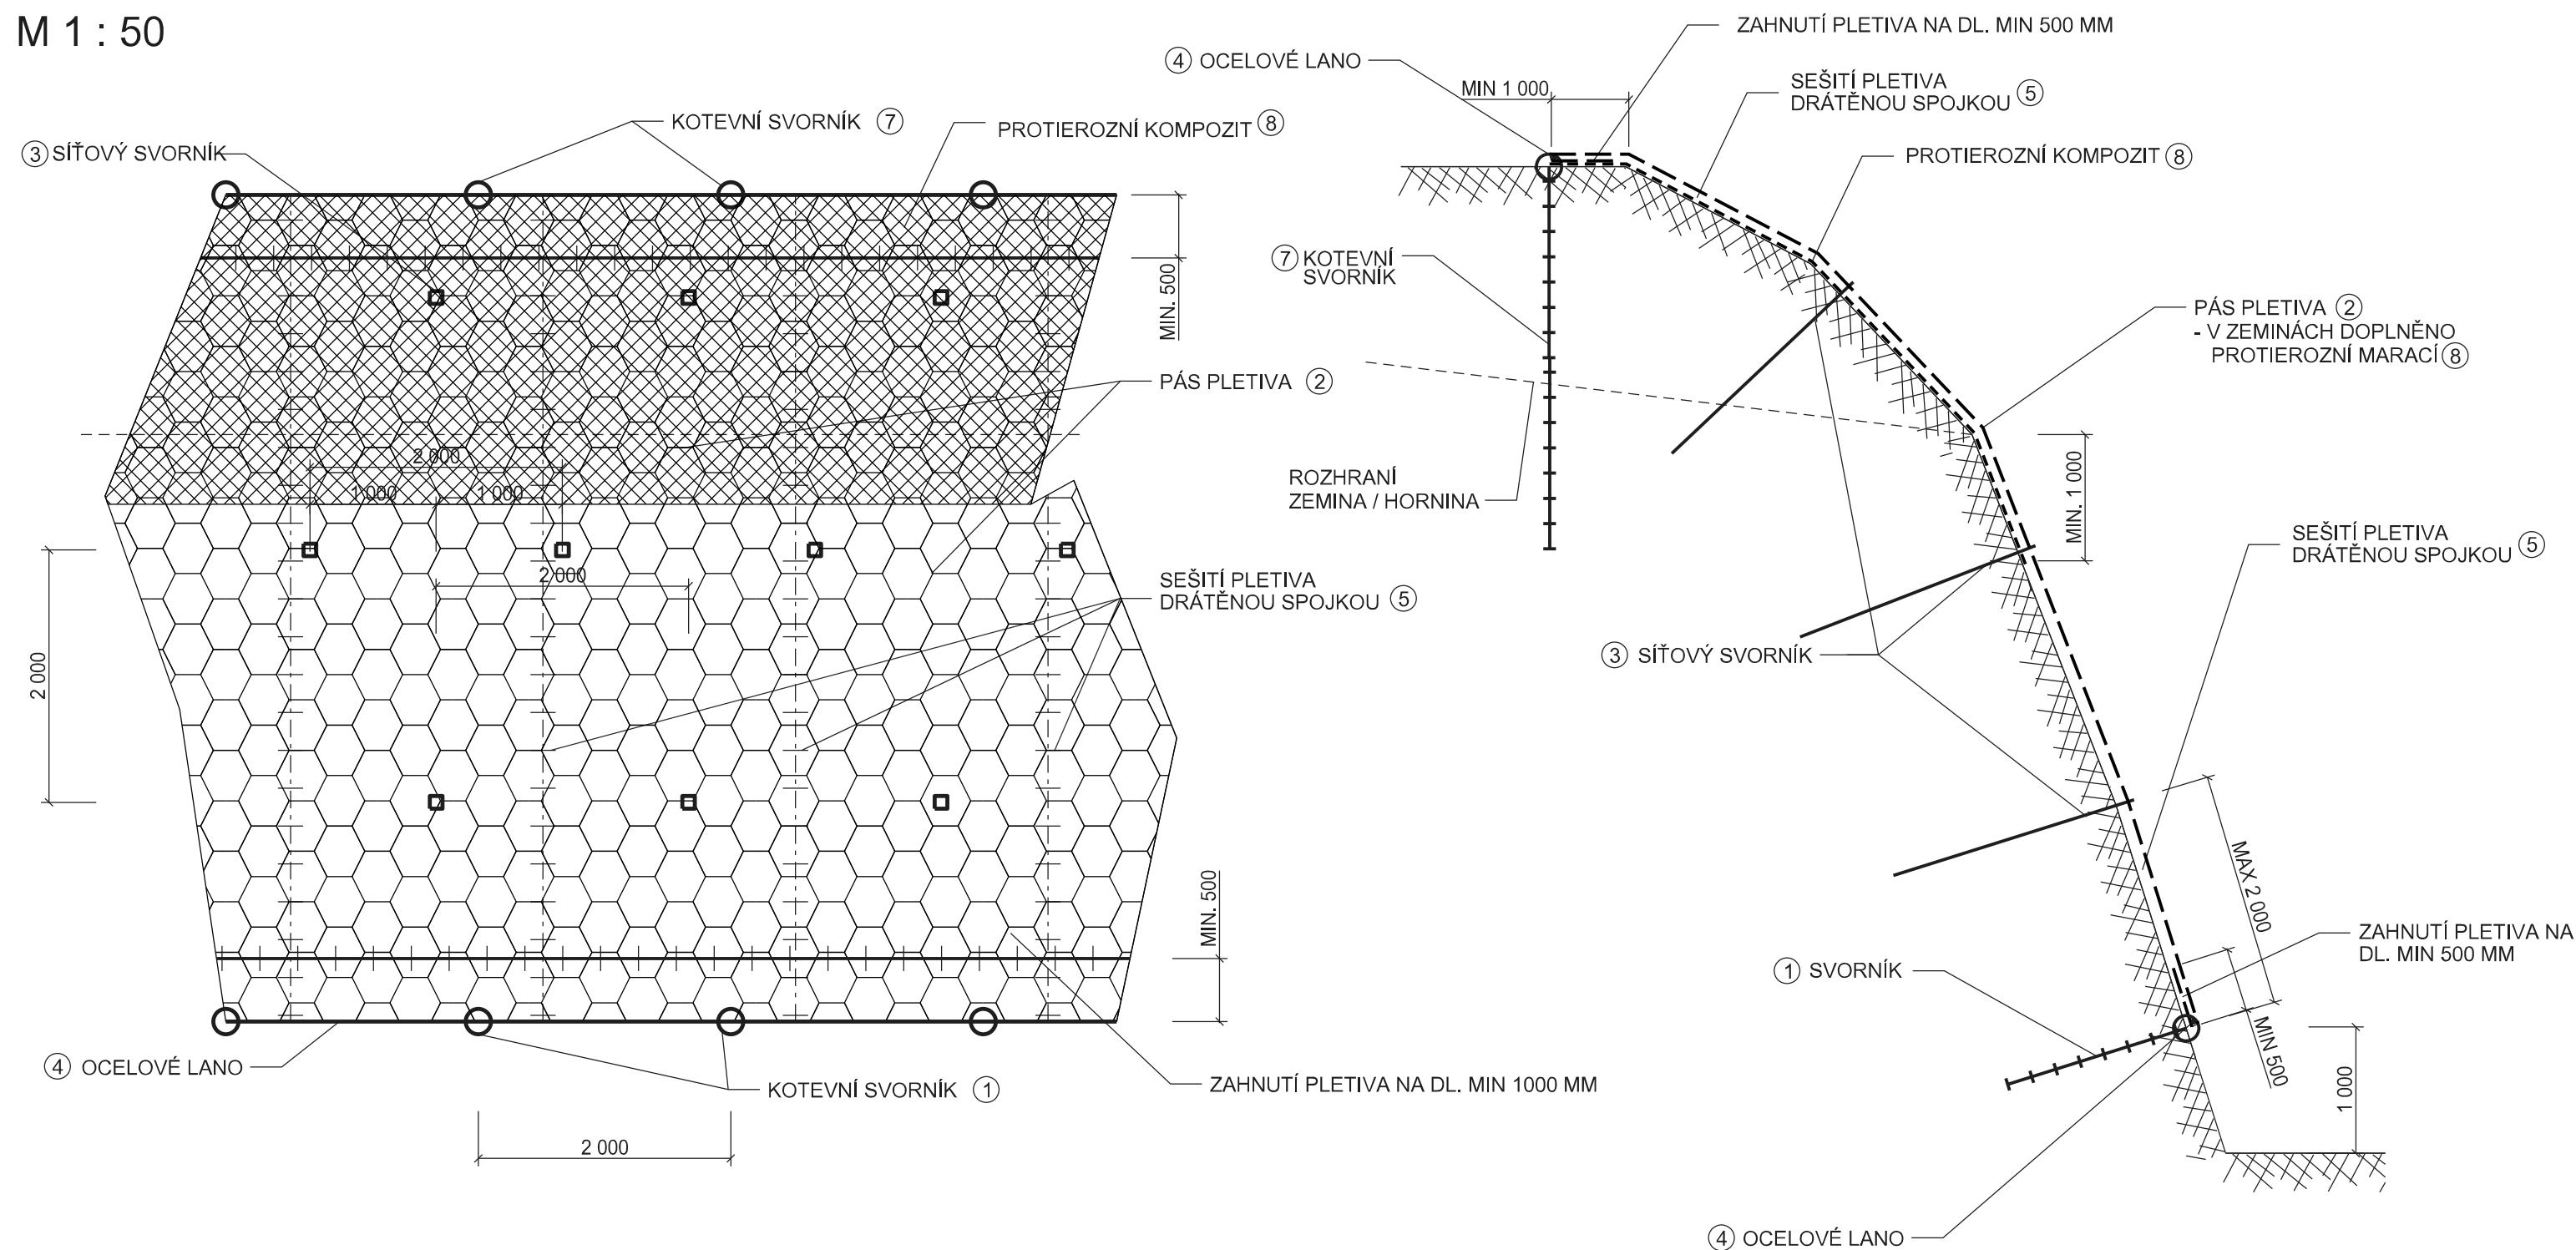 M 1 : 50
③ SÍŤOVÝ SVORNÍK
KOTEVNÍ SVORNÍK ⑦
PROTIEROZNÍ KOMPOZIT ⑧
MIN. 500
PÁS PLETIVA ②
2 000
1 000
1 000
2 000
SEŠITÍ PLETIVA
DRÁTĚNOU SPOJKOU ⑤
2 000
MIN. 500
④ OCELOVÉ LANO
KOTEVNÍ SVORNÍK ①
ZAHNUTÍ PLETIVA NA DL. MIN 1000 MM
2 000
ZAHNUTÍ PLETIVA NA DL. MIN 500 MM
④ OCELOVÉ LANO
MIN 1 000
SEŠITÍ PLETIVA
DRÁTĚNOU SPOJKOU ⑤
PROTIEROZNÍ KOMPOZIT ⑧
⑦ KOTEVNÍ
SVORNÍK
PÁS PLETIVA ②
- V ZEMINÁCH DOPLNĚNO
PROTIEROZNÍ MARACÍ ⑧
ROZHRANÍ
ZEMINA / HORNINA
MIN. 1 000
SEŠITÍ PLETIVA
DRÁTĚNOU SPOJKOU ⑤
③ SÍŤOVÝ SVORNÍK
MAX 2 000
ZAHNUTÍ PLETIVA NA
DL. MIN 500 MM
① SVORNÍK
MIN 500
1 000
④ OCELOVÉ LANO